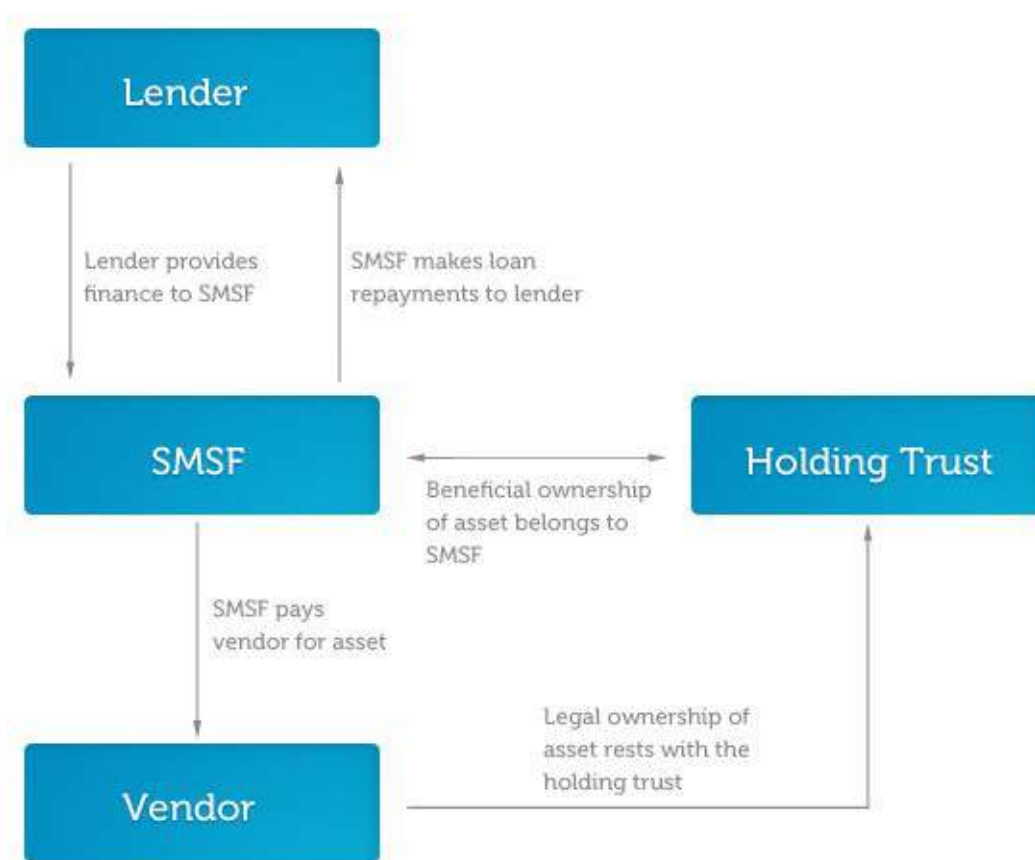 Lender
Lender provides
finance to SMSF
SMSF makes loan
repayments to lender
SMSF
Holding Trust
Beneficial ownership
of asset belongs to
SMSF
SMSF pays
vendor for asset
Legal ownership of
asset rests with the
holding trust
Vendor